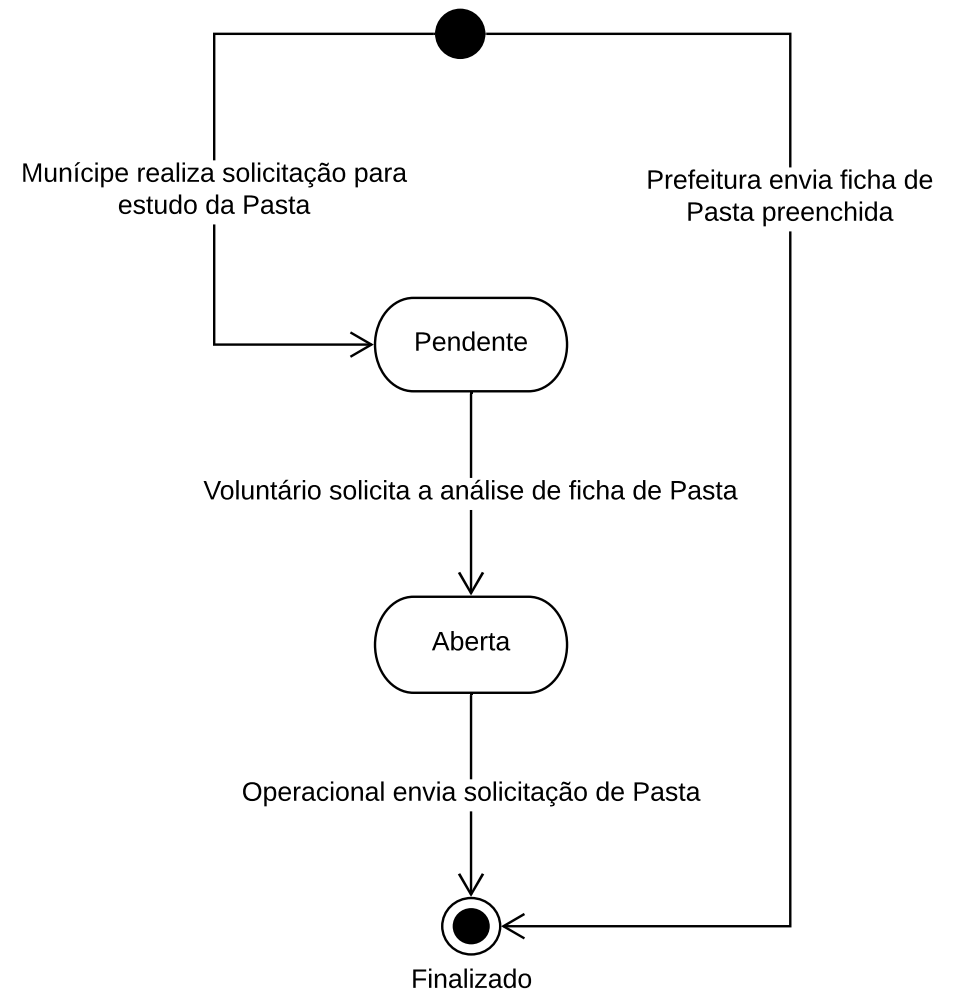 Munícipe realiza solicitação para
estudo da Pasta
Prefeitura envia ficha de
Pasta preenchida
Pendente
Voluntário solicita a análise de ficha de Pasta
Aberta
Operacional envia solicitação de Pasta
Finalizado